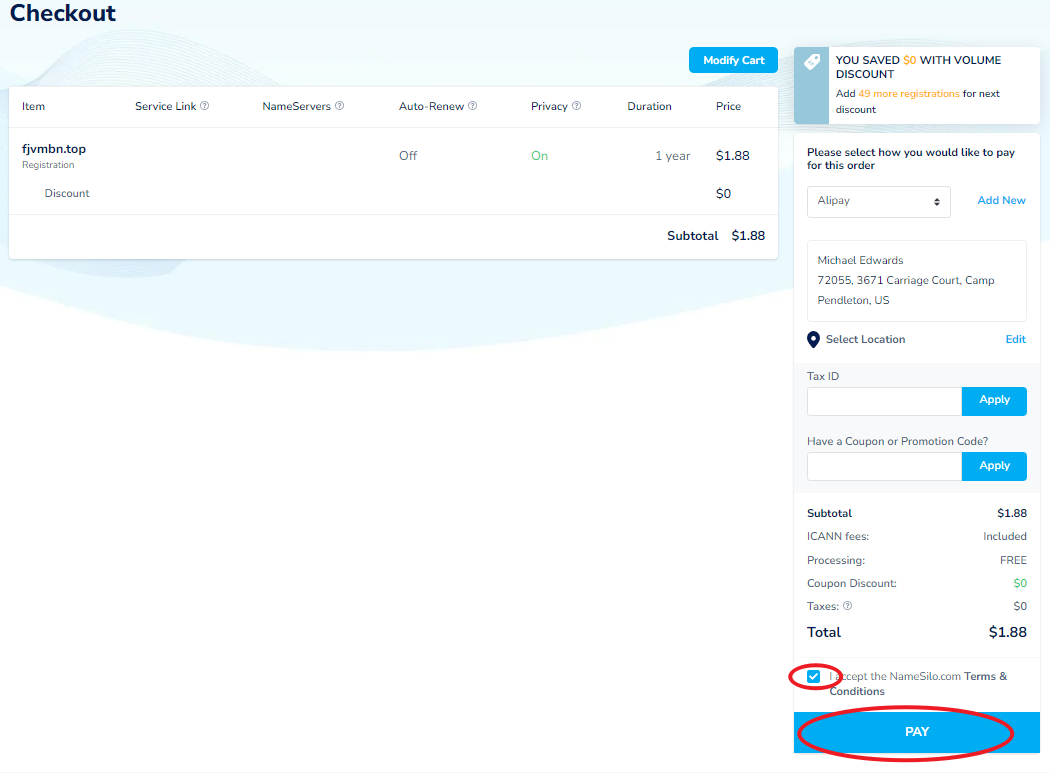 Checkout
Modify Cart
Item Service Link NameServers Auto-Renew Privacy Duration Price
fjvmbn.top Off On 1 year $1.88
Registration
Discount $0
Subtotal $1.88
YOU SAVED $0 WITH VOLUME
DISCOUNT
Add 49 more registrations for next
discount
Please select how you would like to pay
for this order
Alipay Add New
Michael Edwards
72055, 3671 Carriage Court, Camp
Pendleton, US
Select Location Edit
Tax ID
Apply
Have a Coupon or Promotion Code?
Apply
Subtotal $1.88
ICANN fees: Included
Processing: FREE
Coupon Discount: $0
Taxes: $0
Total $1.88
I accept the NameSilo.com Terms &
Conditions
PAY